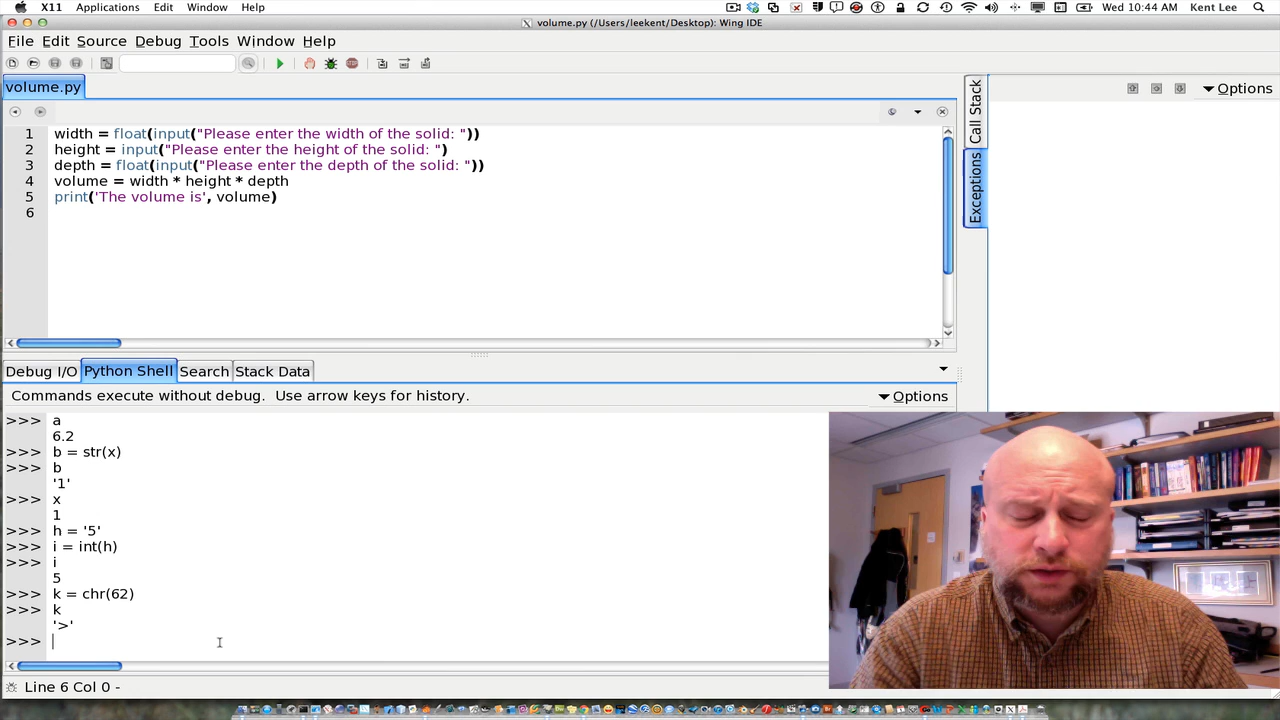 X11 Applications Edit Window Help Wed 10:44 AM Kent Lee
volume.py (/Users/leekent/Desktop): Wing IDE
File Edit Source Debug Tools Window Help
volume.py
Options
Call Stack
Exceptions
1 width = float(input("Please enter the width of the solid: "))
2 height = input("Please enter the height of the solid: ")
3 depth = float(input("Please enter the depth of the solid: "))
4 volume = width * height * depth
5 print('The volume is', volume)
6
Debug I/O Python Shell Search Stack Data
Commands execute without debug. Use arrow keys for history. Options
>>> a
6.2
>>> b = str(x)
>>> b
'1'
>>> x
1
>>> h = '5'
>>> i = int(h)
>>> i
5
>>> k = chr(62)
>>> k
'>'
>>>
Line 6 Col 0 -